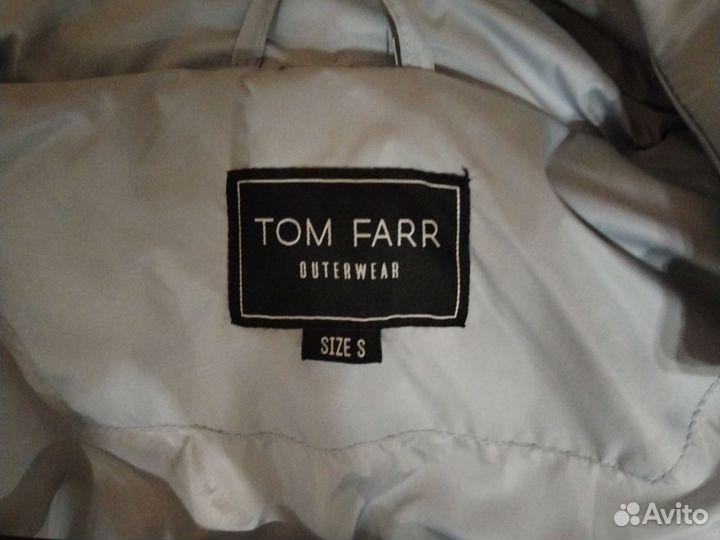 TOM FARR
OUTERWEAR
SIZE S
Avito